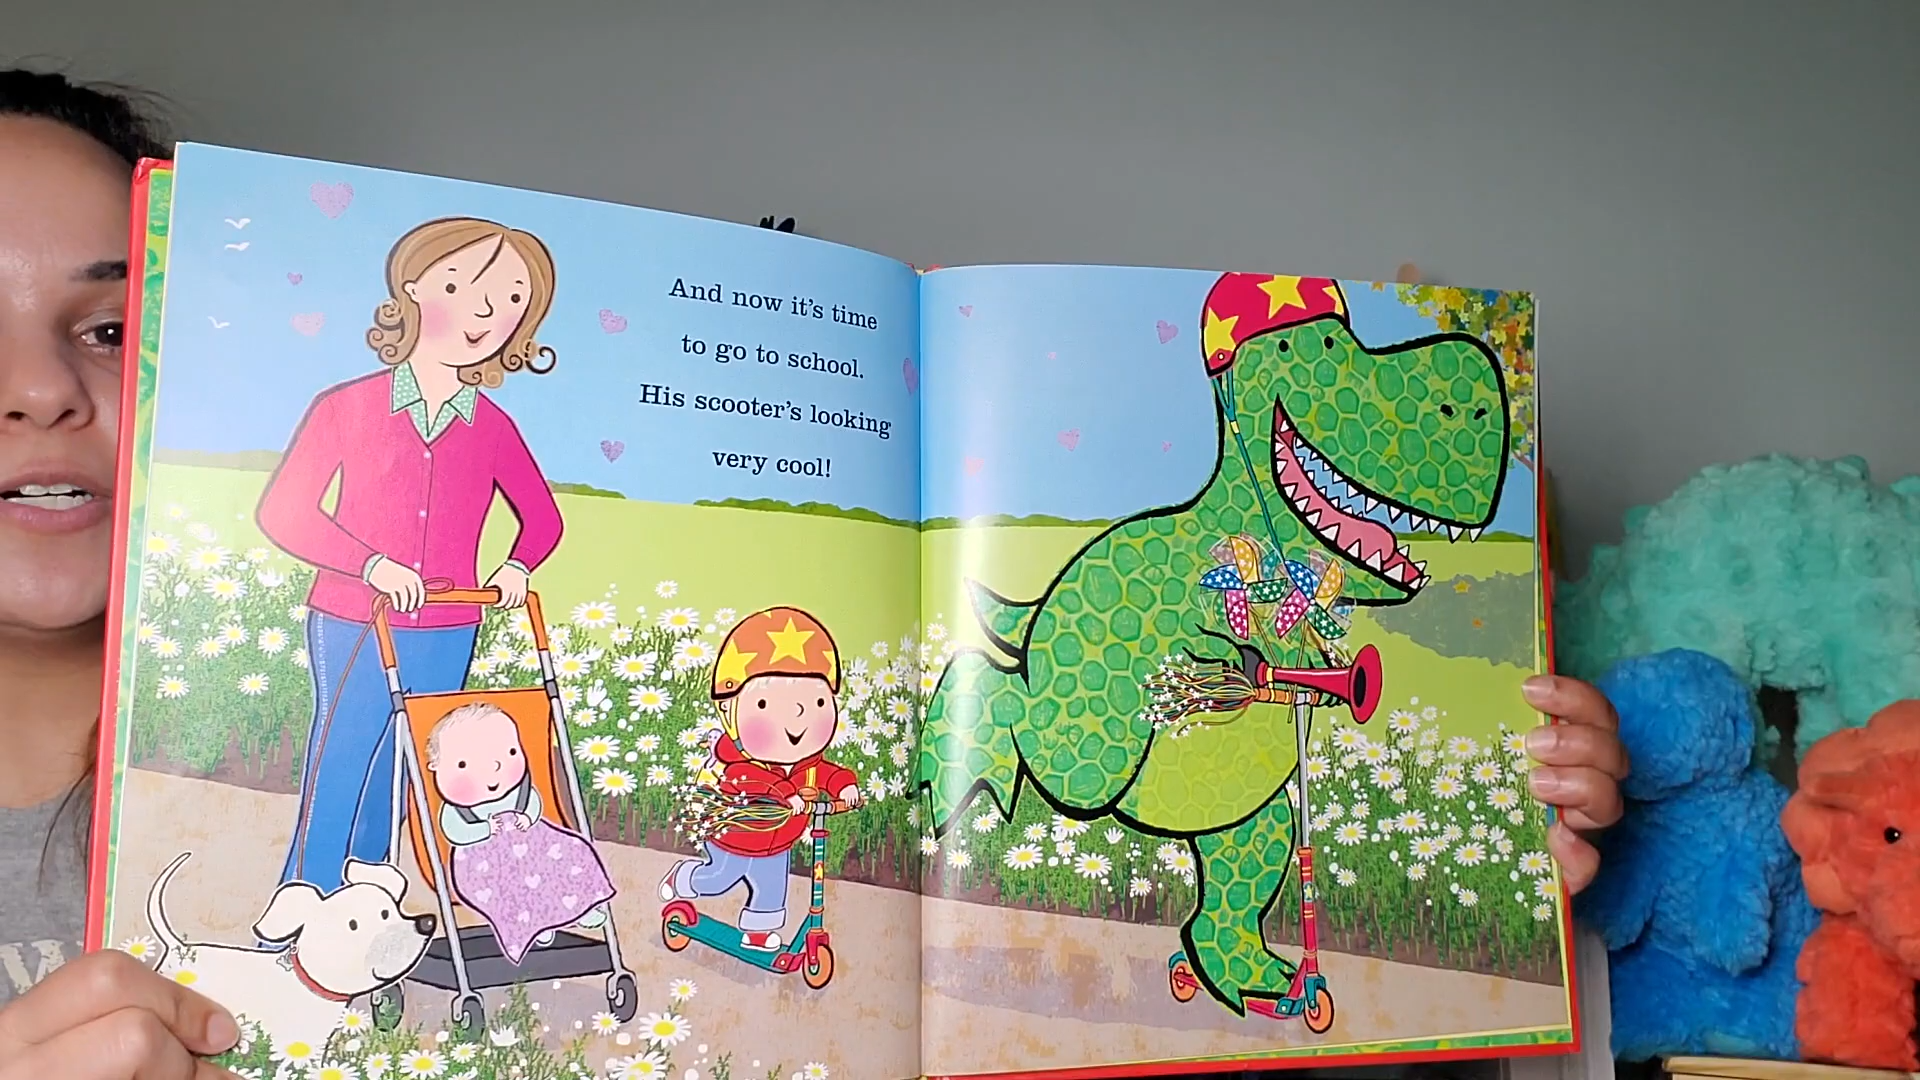 And now it's time
to go to school.
His scooter's looking
very cool!